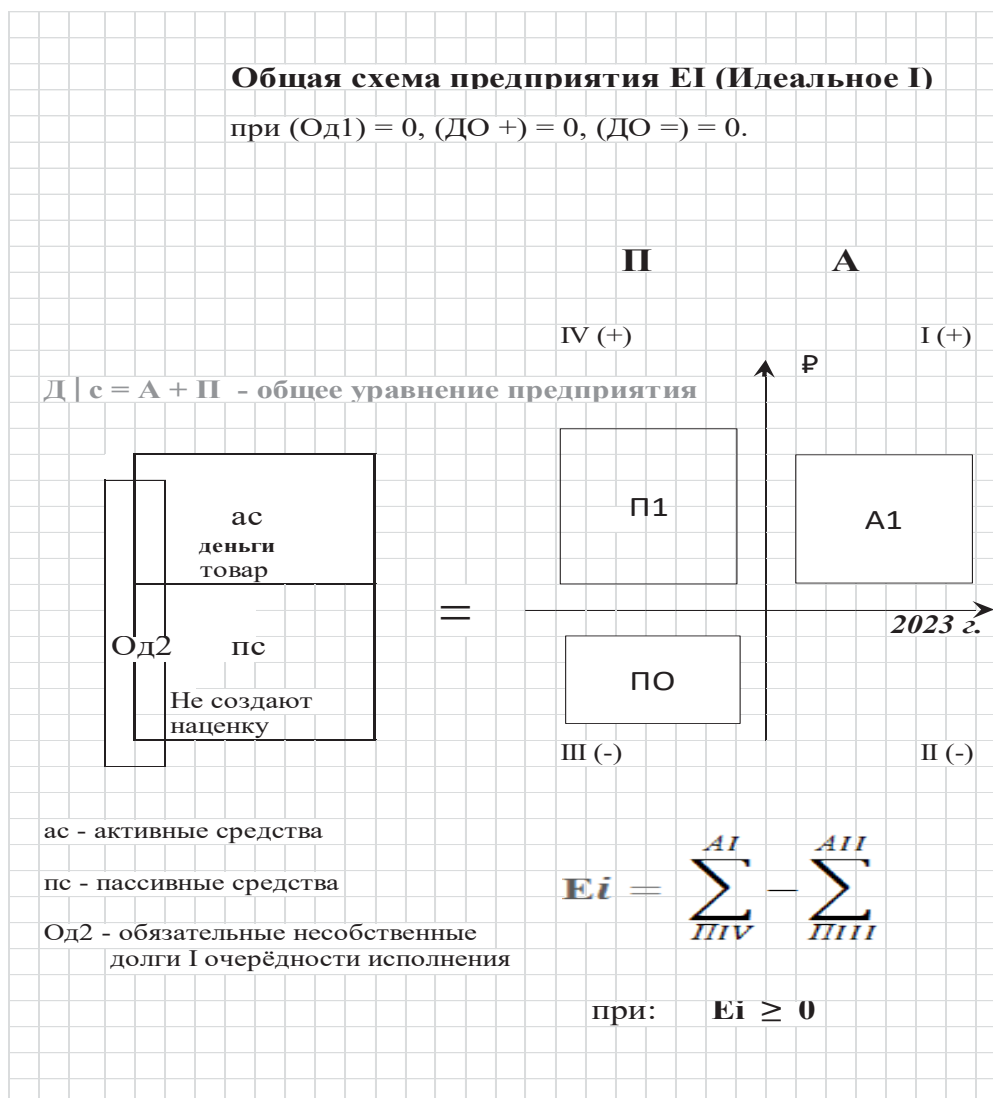 Общая схема предприятия EI (Идеальное I)
при (Од1) = 0, (ДО +) = 0, (ДО =) = 0.
П А
IV (+) I (+)
₽
Д | с = А + П - общее уравнение предприятия
ас
деньги
товар
П1
А1
=
2023 г.
Од2 пс
ПО
Не создают
наценку
III (-) II (-)
ас - активные средства
пс - пассивные средства
Од2 - обязательные несобственные
долги I очерёдности исполнения
AI AII
Ei = ∑ − ∑
ПIV ПIII
при: Ei ≥ 0